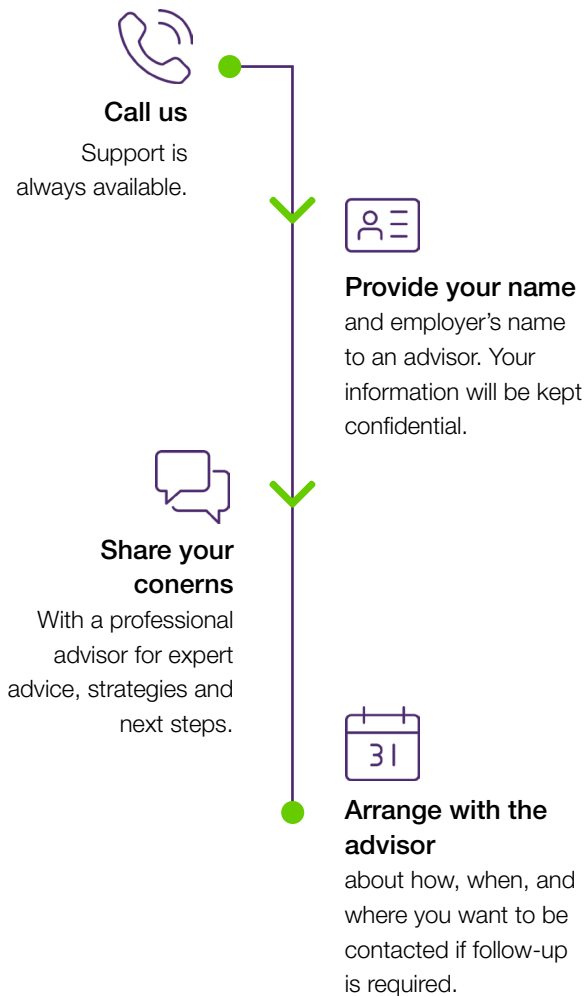 Call us
Support is
always available.
Provide your name
and employer’s name
to an advisor. Your
information will be kept
confidential.
Share your
conerns
With a professional
advisor for expert
advice, strategies and
next steps.
31
Arrange with the
advisor
about how, when, and
where you want to be
contacted if follow-up
is required.